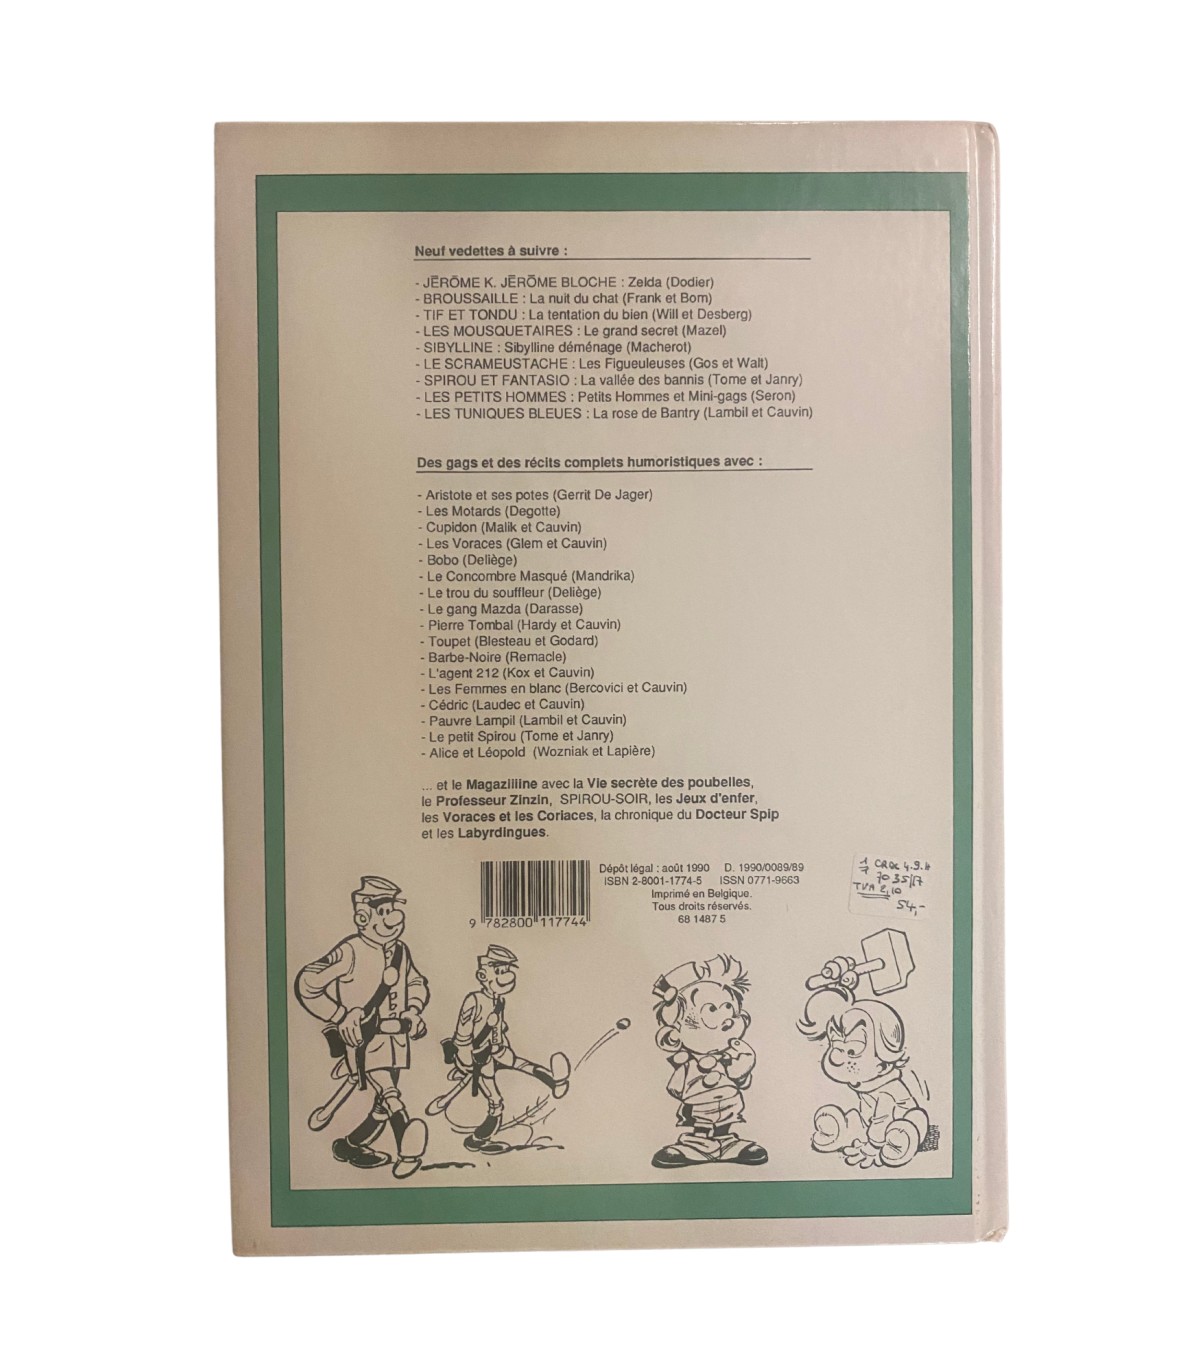 Neuf vedettes à suivre :
- JĒRŌME K. JĒRŌME BLOCHE : Zelda (Dodier)
- BROUSSAILLE : La nuit du chat (Frank et Bom)
- TIF ET TONDU : La tentation du bien (Will et Desberg)
- LES MOUSQUETAIRES : Le grand secret (Mazel)
- SIBYLLINE : Sibylline déménage (Macherot)
- LE SCRAMEUSTACHE : Les Figueuleuses (Gos et Walt)
- SPIROU ET FANTASIO : La vallée des bannis (Tome et Janry)
- LES PETITS HOMMES : Petits Hommes et Mini-gags (Seron)
- LES TUNIQUES BLEUES : La rose de Bantry (Lambil et Cauvin)
Des gags et des récits complets humoristiques avec :
- Aristote et ses potes (Gerrit De Jager)
- Les Motards (Degotte)
- Cupidon (Malik et Cauvin)
- Les Voraces (Glem et Cauvin)
- Bobo (Deliège)
- Le Concombre Masqué (Mandrika)
- Le trou du souffleur (Deliège)
- Le gang Mazda (Darasse)
- Pierre Tombal (Hardy et Cauvin)
- Toupet (Blesteau et Godard)
- Barbe-Noire (Remacle)
- L'agent 212 (Kox et Cauvin)
- Les Femmes en blanc (Bercovici et Cauvin)
- Cédric (Laudec et Cauvin)
- Pauvre Lampil (Lambil et Cauvin)
- Le petit Spirou (Tome et Janry)
- Alice et Léopold (Wozniak et Lapière)
... et le Magaziiiine avec la Vie secrète des poubelles,
le Professeur Zinzin, SPIROU-SOIR, les Jeux d'enfer,
les Voraces et les Coriaces, la chronique du Docteur Spip
et les Labyrdingues.
Dépôt légal : août 1990 D. 1990/0089/89
ISBN 2-8001-1774-5 ISSN 0771-9663
Imprimé en Belgique.
Tous droits réservés.
68 1487 5
9 782800 117744
70 35/17
TVA 2,10
54,-